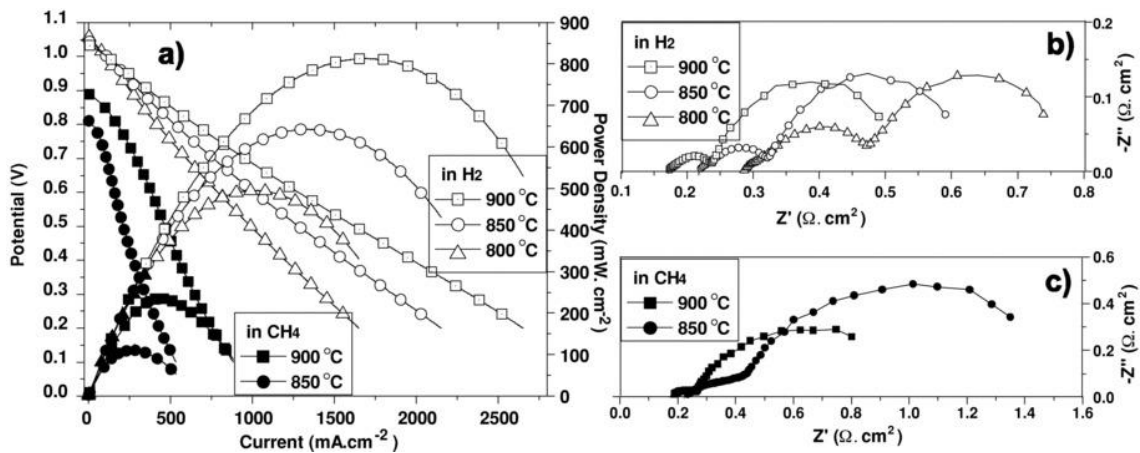 a)
Potential (V)
1.1
1.0
0.9
0.8
0.7
0.6
0.5
0.4
0.3
0.2
0.1
0.0
0
500
1000
1500
2000
2500
Current (mA.cm-2)
900
800
700
600
500
400
300
200
100
0
Power Density (mW. cm-2)
in H2
900 °C
850 °C
800 °C
in CH4
900 °C
850 °C
b)
in H2
900 °C
850 °C
800 °C
0.2
0.1
0.0
-Z'' (Ω. cm2)
0.1
0.2
0.3
0.4
0.5
0.6
0.7
0.8
Z' (Ω. cm2)
c)
in CH4
900 °C
850 °C
0.6
0.4
0.2
0.0
-Z'' (Ω. cm2)
0.0
0.2
0.4
0.6
0.8
1.0
1.2
1.4
1.6
Z' (Ω. cm2)